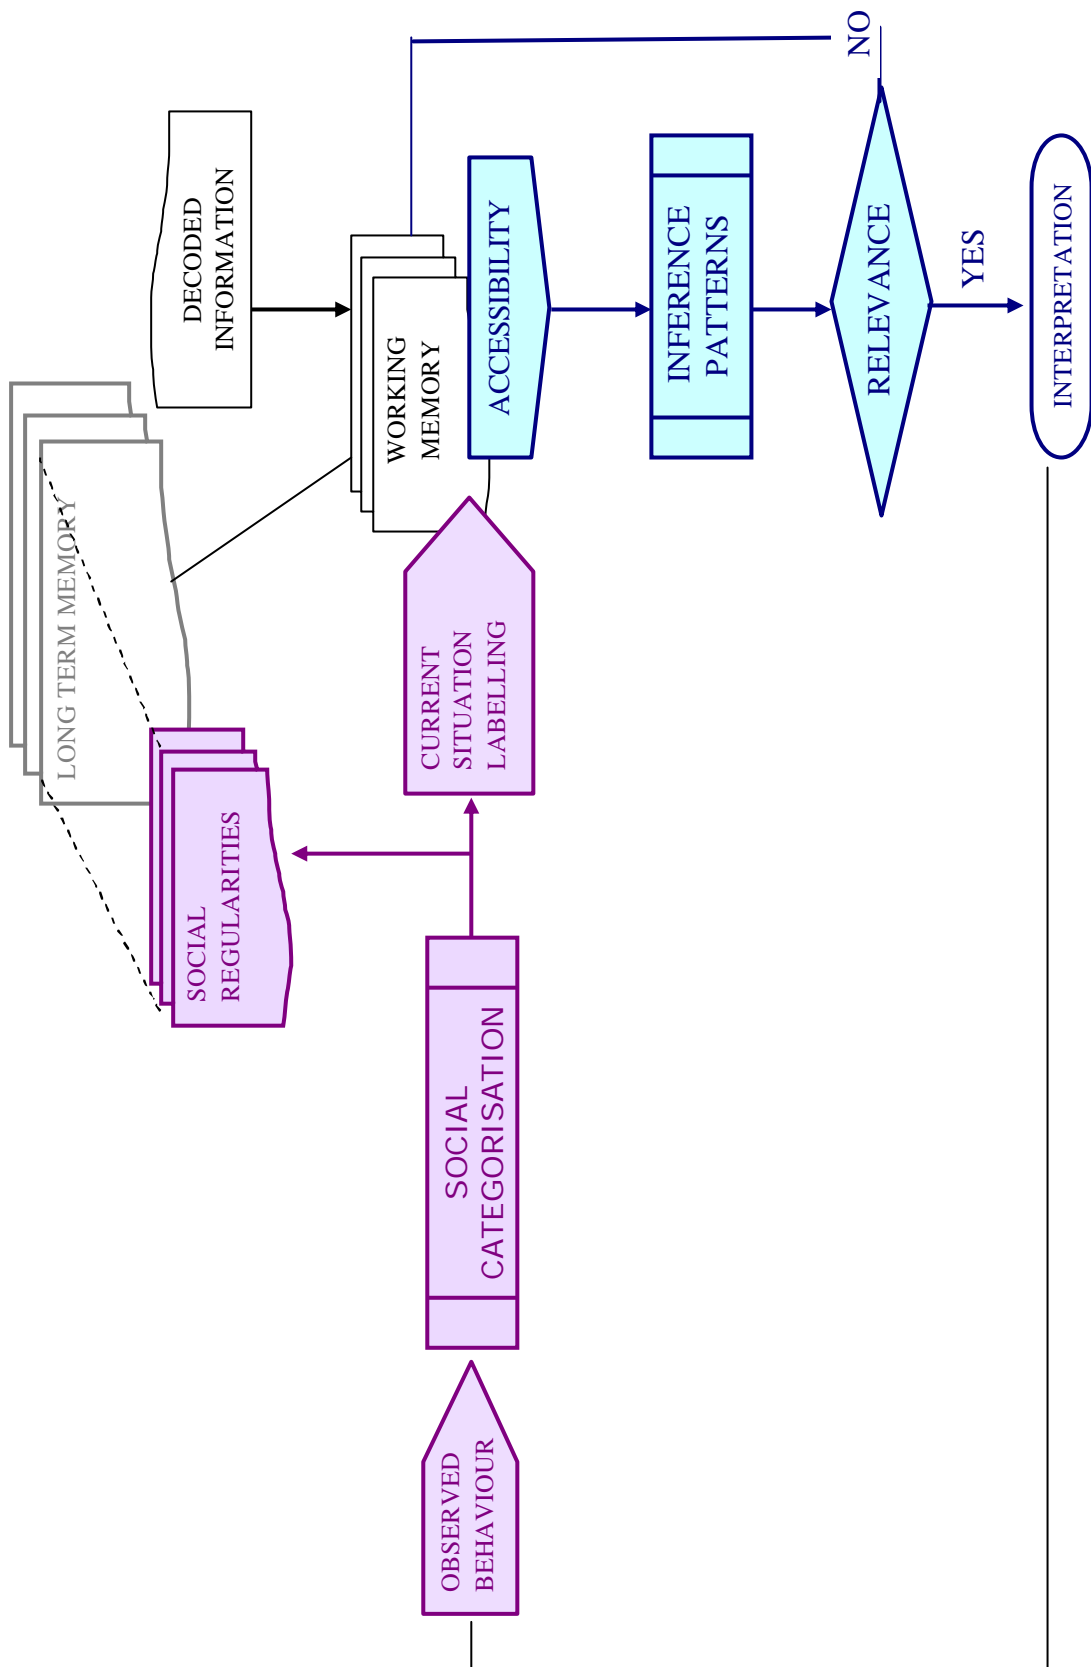 LONG TERM MEMORY
DECODED
INFORMATION
SOCIAL
REGULARITIES
WORKING
MEMORY
CURRENT
SITUATION
LABELLING
ACCESSIBILITY
OBSERVED
BEHAVIOUR
SOCIAL
CATEGORISATION
INFERENCE
PATTERNS
NO
RELEVANCE
YES
INTERPRETATION